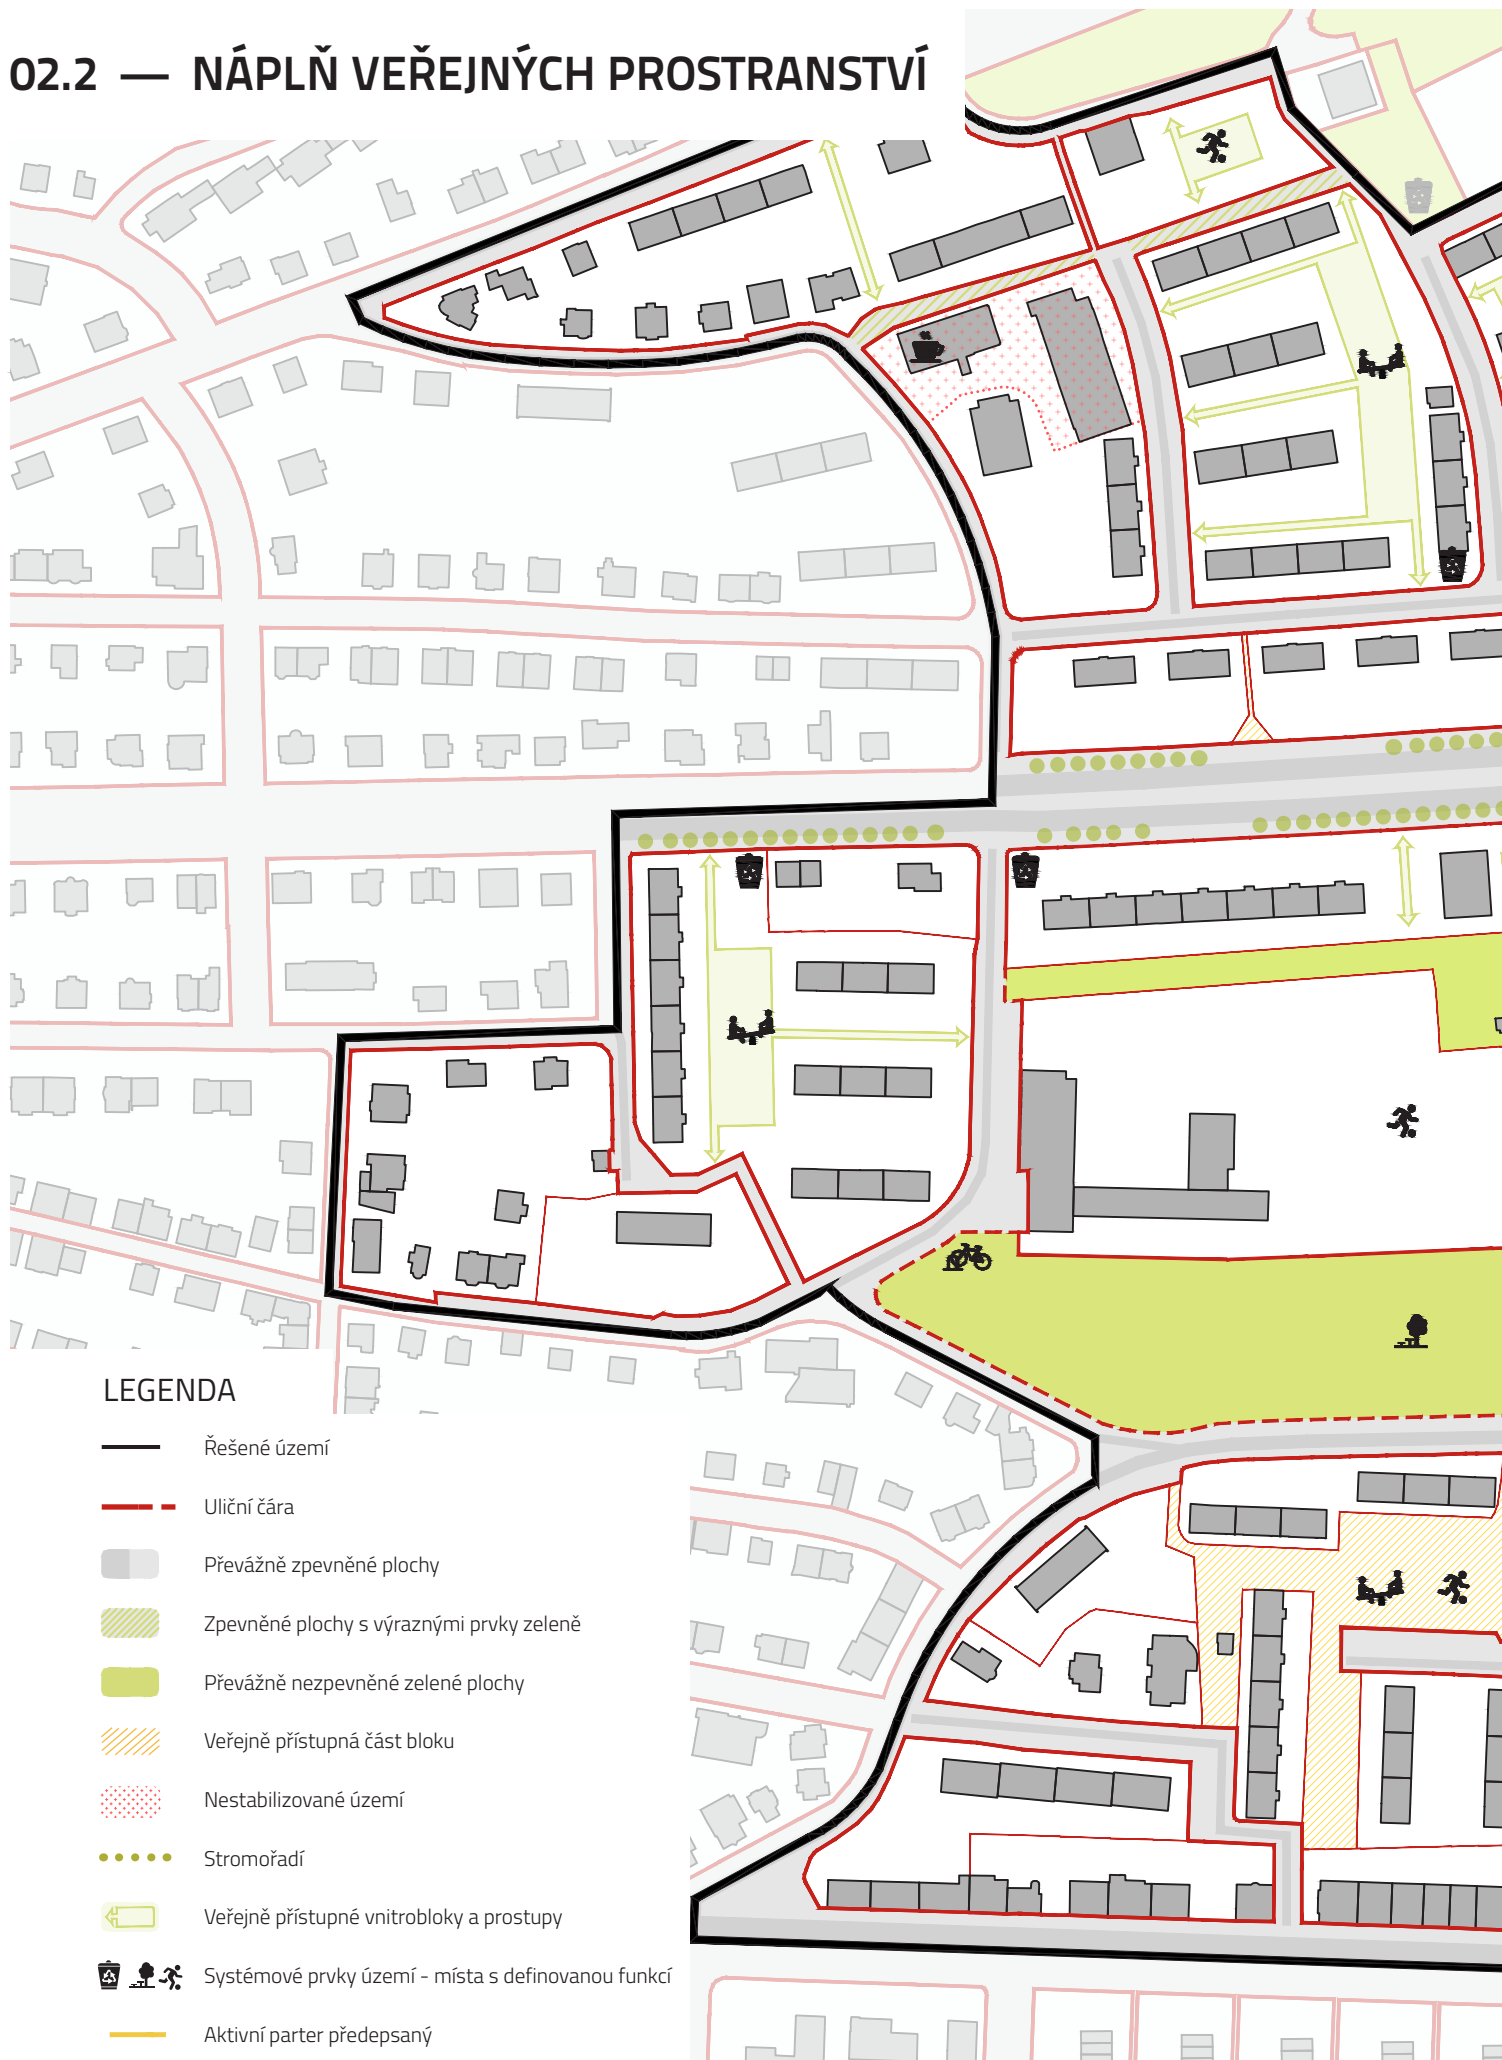 02.2 — NÁPLŇ VEŘEJNÝCH PROSTRANSTVÍ
LEGENDA
Řešené území
Uliční čára
Převážně zpevněné plochy
Zpevněné plochy s výraznými prvky zeleně
Převážně nezpevněné zelené plochy
Veřejně přístupná část bloku
Nestabilizované území
Stromořadí
Veřejně přístupné vnitrobloky a prostupy
Systémové prvky území - místa s definovanou funkcí
Aktivní parter předepsaný